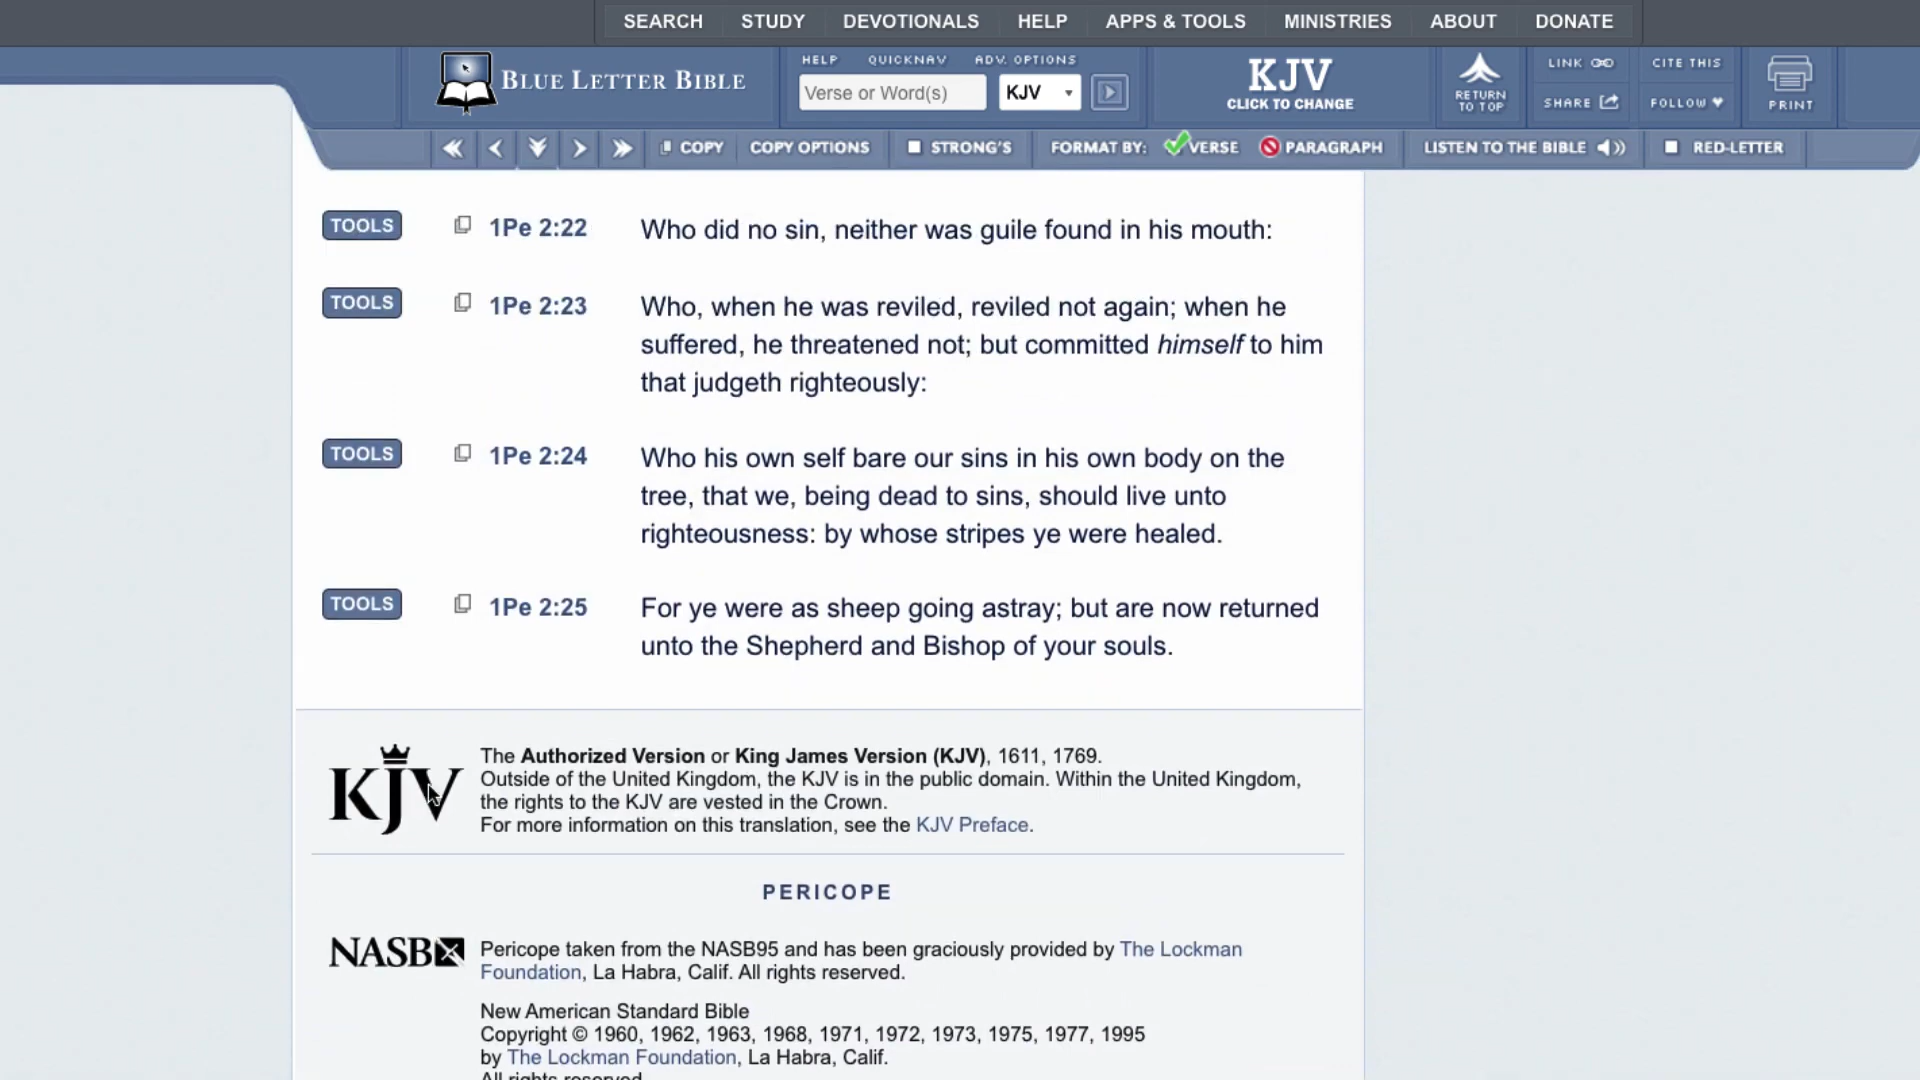 SEARCH STUDY DEVOTIONALS HELP APPS & TOOLS MINISTRIES ABOUT DONATE
BLUE LETTER BIBLE
HELP QUICKNAV ADV. OPTIONS
Verse or Word(s) KJV
KJV
CLICK TO CHANGE
RETURN
TO TOP
LINK
SHARE
CITE THIS
FOLLOW
PRINT
COPY COPY OPTIONS STRONG'S FORMAT BY: VERSE PARAGRAPH LISTEN TO THE BIBLE RED-LETTER
TOOLS 1Pe 2:22 Who did no sin, neither was guile found in his mouth:
TOOLS 1Pe 2:23 Who, when he was reviled, reviled not again; when he
suffered, he threatened not; but committed himself to him
that judgeth righteously:
TOOLS 1Pe 2:24 Who his own self bare our sins in his own body on the
tree, that we, being dead to sins, should live unto
righteousness: by whose stripes ye were healed.
TOOLS 1Pe 2:25 For ye were as sheep going astray; but are now returned
unto the Shepherd and Bishop of your souls.
KJV
The Authorized Version or King James Version (KJV), 1611, 1769.
Outside of the United Kingdom, the KJV is in the public domain. Within the United Kingdom,
the rights to the KJV are vested in the Crown.
For more information on this translation, see the KJV Preface.
PERICOPE
NASB
Pericope taken from the NASB95 and has been graciously provided by The Lockman
Foundation, La Habra, Calif. All rights reserved.
New American Standard Bible
Copyright © 1960, 1962, 1963, 1968, 1971, 1972, 1973, 1975, 1977, 1995
by The Lockman Foundation, La Habra, Calif.
All rights reserved.